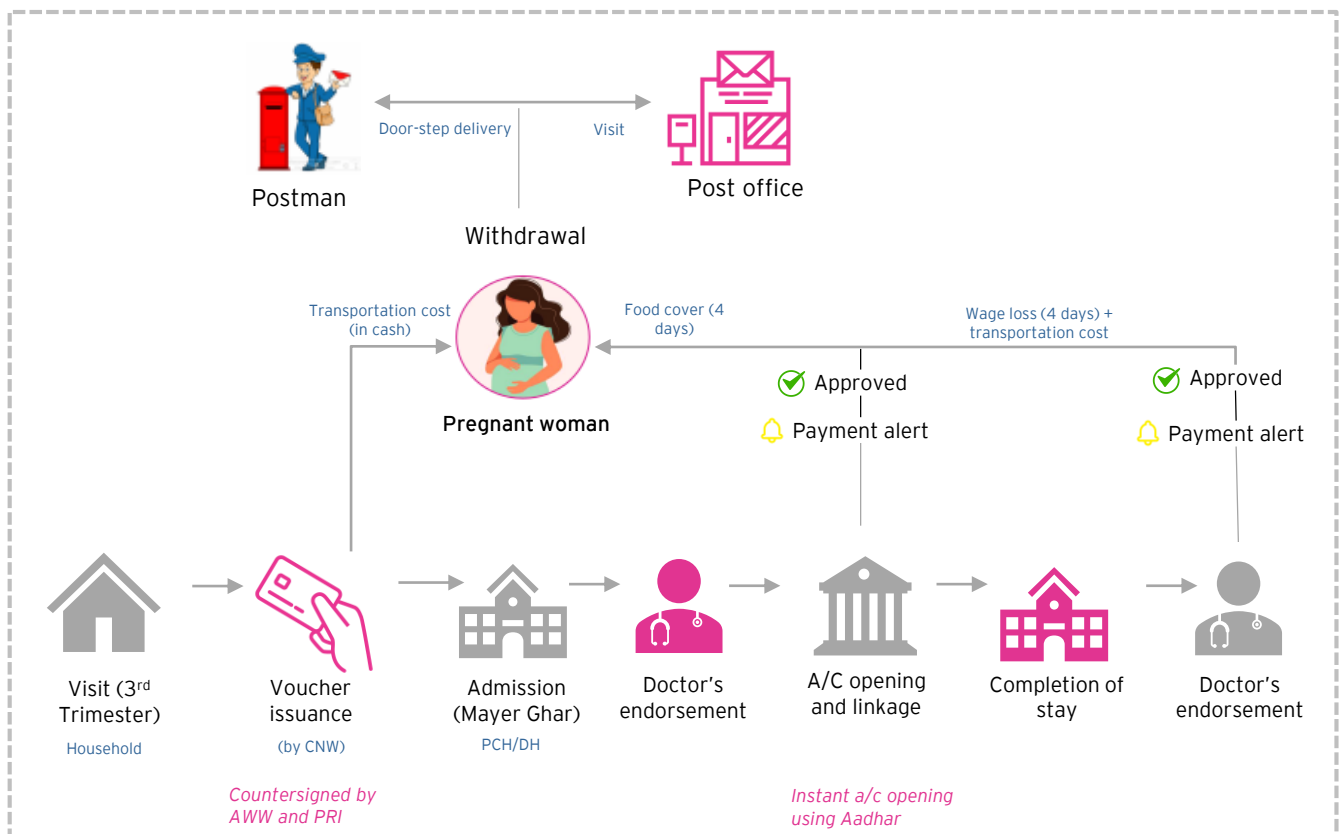 Door-step delivery
Visit
Postman
Post office
Withdrawal
Transportation cost
(in cash)
Food cover (4
days)
Wage loss (4 days) +
transportation cost
Pregnant woman
Approved
Payment alert
Approved
Payment alert
Visit (3rd
Trimester)
Household
Voucher
issuance
(by CNW)
Countersigned by
AWW and PRI
Admission
(Mayer Ghar)
PCH/DH
Doctor's
endorsement
A/C opening
and linkage
Instant a/c opening
using Aadhar
Completion of
stay
Doctor's
endorsement